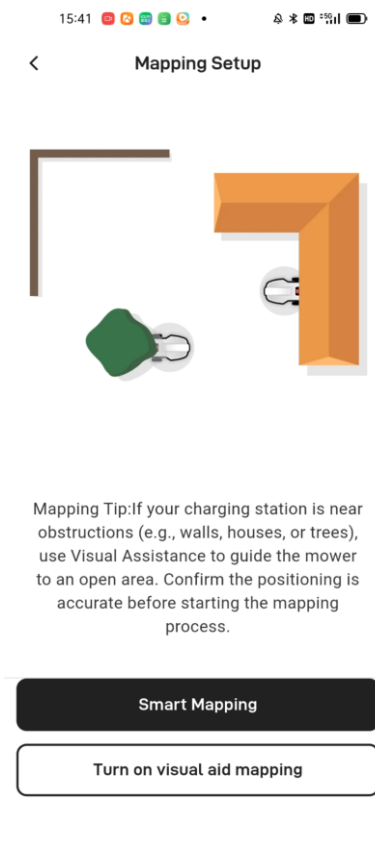 15:41
HD 5G
Mapping Setup
Mapping Tip:If your charging station is near
obstructions (e.g., walls, houses, or trees),
use Visual Assistance to guide the mower
to an open area. Confirm the positioning is
accurate before starting the mapping
process.
Smart Mapping
Turn on visual aid mapping